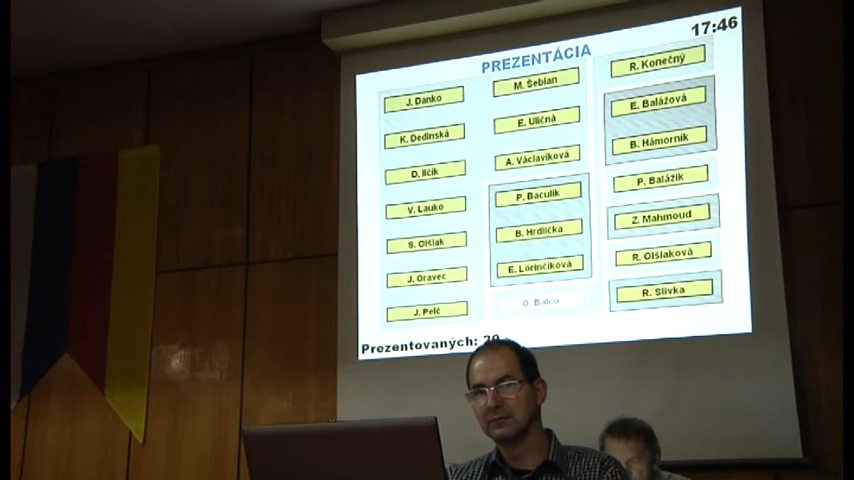 17:46
PREZENTÁCIA
J. Danko
K. Dedinská
D. Ilčík
V. Lauko
S. Olšiak
J. Oravec
J. Pelč
M. Šebian
E. Uličná
A. Václavíková
P. Baculík
B. Hrdlička
E. Lörinčíková
O. Balco
R. Konečný
E. Balážová
B. Hámorník
P. Balážik
Z. Mahmoud
R. Olšiaková
R. Slivka
Prezentovaných: 20